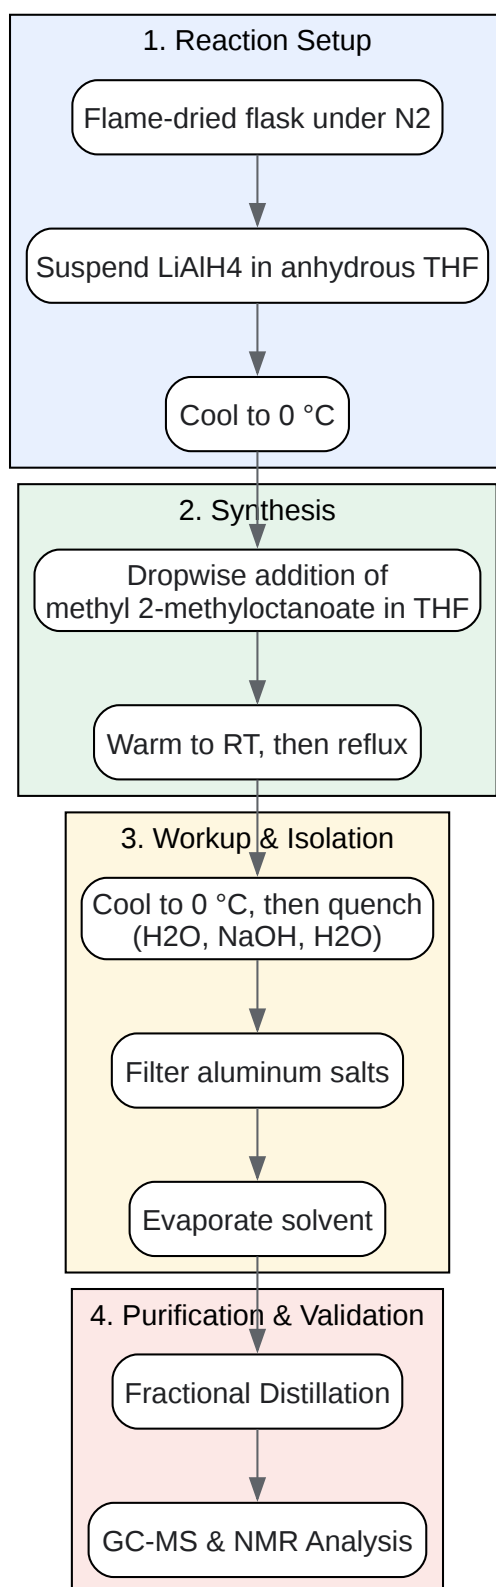 1. Reaction Setup
Flame-dried flask under N2
Suspend LiAlH4 in anhydrous THF
Cool to 0 °C
2. Synthesis
Dropwise addition of
methyl 2-methyloctanoate in THF
Warm to RT, then reflux
3. Workup & Isolation
Cool to 0 °C, then quench
(H2O, NaOH, H2O)
Filter aluminum salts
Evaporate solvent
4. Purification & Validation
Fractional Distillation
GC-MS & NMR Analysis